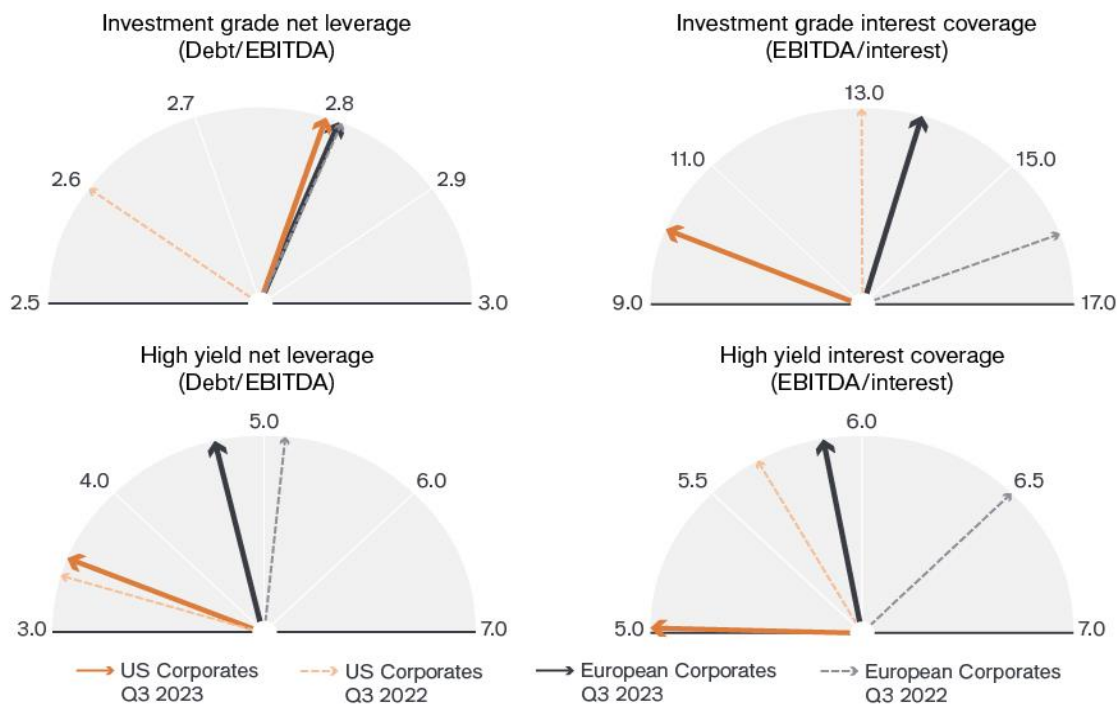 Investment grade net leverage
(Debt/EBITDA)
2.5
2.6
2.7
2.8
2.9
3.0
Investment grade interest coverage
(EBITDA/interest)
9.0
11.0
13.0
15.0
17.0
High yield net leverage
(Debt/EBITDA)
3.0
4.0
5.0
6.0
7.0
High yield interest coverage
(EBITDA/interest)
5.0
5.5
6.0
6.5
7.0
US Corporates
Q3 2023
US Corporates
Q3 2022
European Corporates
Q3 2023
European Corporates
Q3 2022